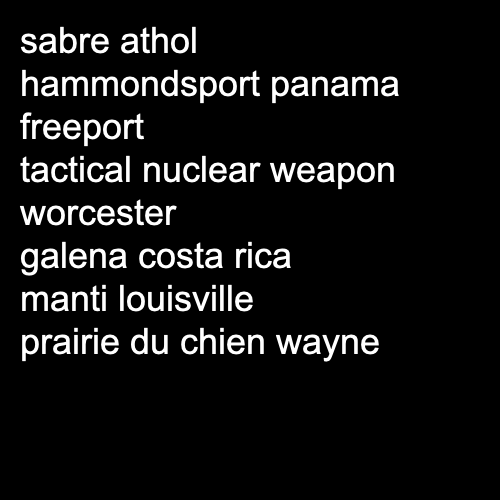 sabre athol
hammondsport panama
freeport
tactical nuclear weapon
worcester
galena costa rica
manti louisville
prairie du chien wayne